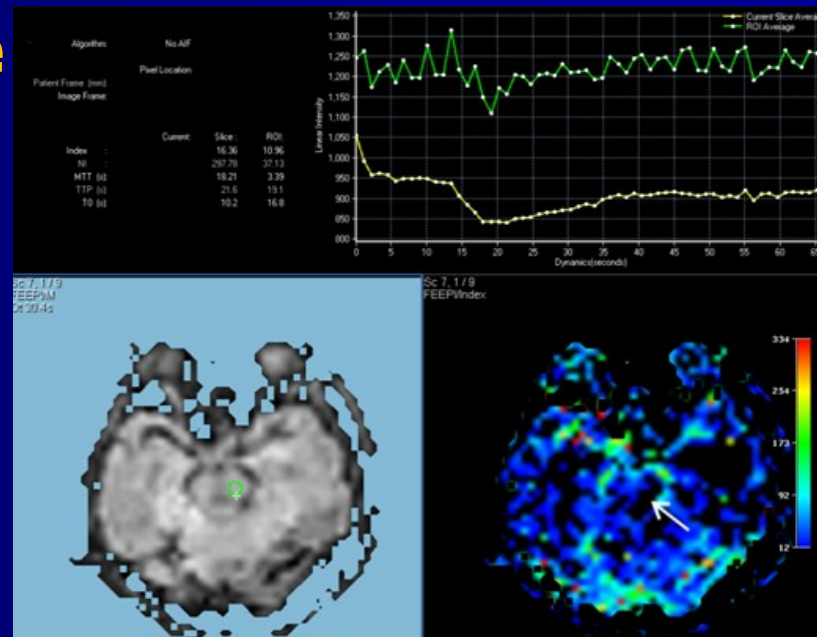 e
Algorithm: No AIF
Pixel Location
Patient Frame (mm):
Image Frame:
Current: Slice: ROI:
Index : 16.36 10.96
NI : 297.78 37.13
MTT (s): 18.21 3.39
TTP (s): 21.6 19.1
T0 (s): 10.2 16.8
Current Slice Avera
ROI Average
Linear Intensity
1,350
1,300
1,250
1,200
1,150
1,100
1,050
1,000
950
900
850
800
0 5 10 15 20 25 30 35 40 45 50 55 60 65
Dynamics(seconds)
Sc 7, 1 / 9
FEEPI/M
Dt 30.4s
Sc 7, 1 / 9
FEEPI/Index
334
254
173
92
12